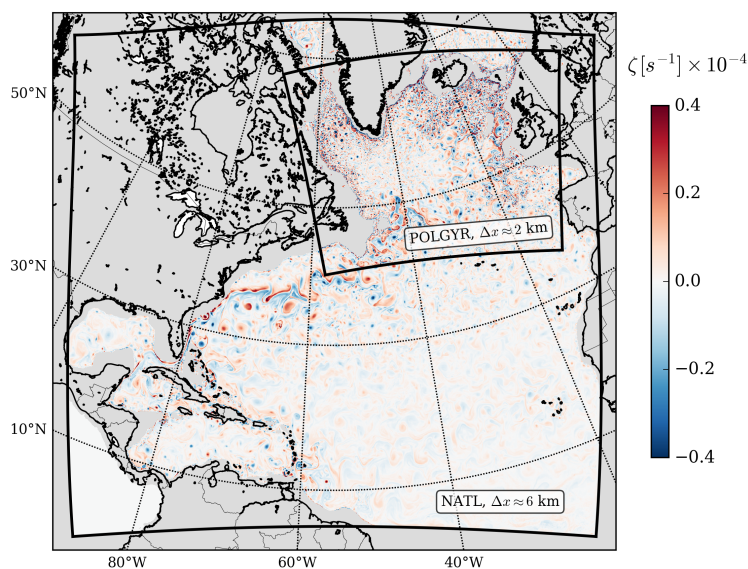 ζ [s⁻¹] × 10⁻⁴
50°N
0.4
0.2
POLGYR, Δx≈2 km
30°N
0.0
−0.2
10°N
−0.4
NATL, Δx≈6 km
80°W 60°W 40°W